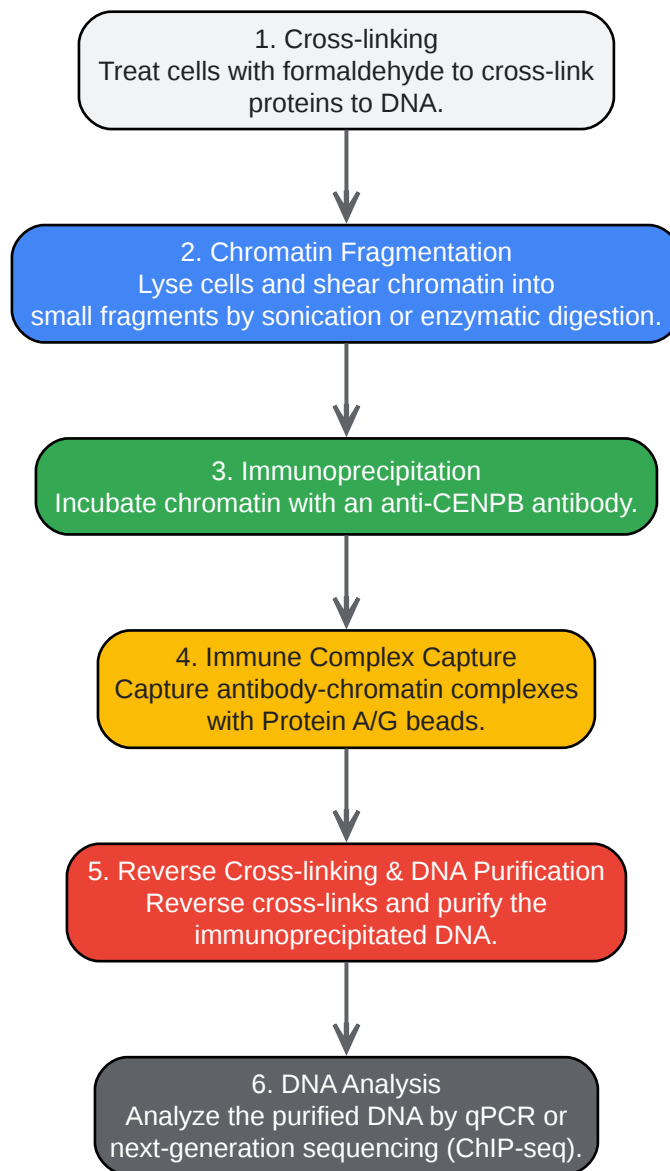 1. Cross-linking
Treat cells with formaldehyde to cross-link
proteins to DNA.
2. Chromatin Fragmentation
Lyse cells and shear chromatin into
small fragments by sonication or enzymatic digestion.
3. Immunoprecipitation
Incubate chromatin with an anti-CENPB antibody.
4. Immune Complex Capture
Capture antibody-chromatin complexes
with Protein A/G beads.
5. Reverse Cross-linking & DNA Purification
Reverse cross-links and purify the
immunoprecipitated DNA.
6. DNA Analysis
Analyze the purified DNA by qPCR or
next-generation sequencing (ChIP-seq).